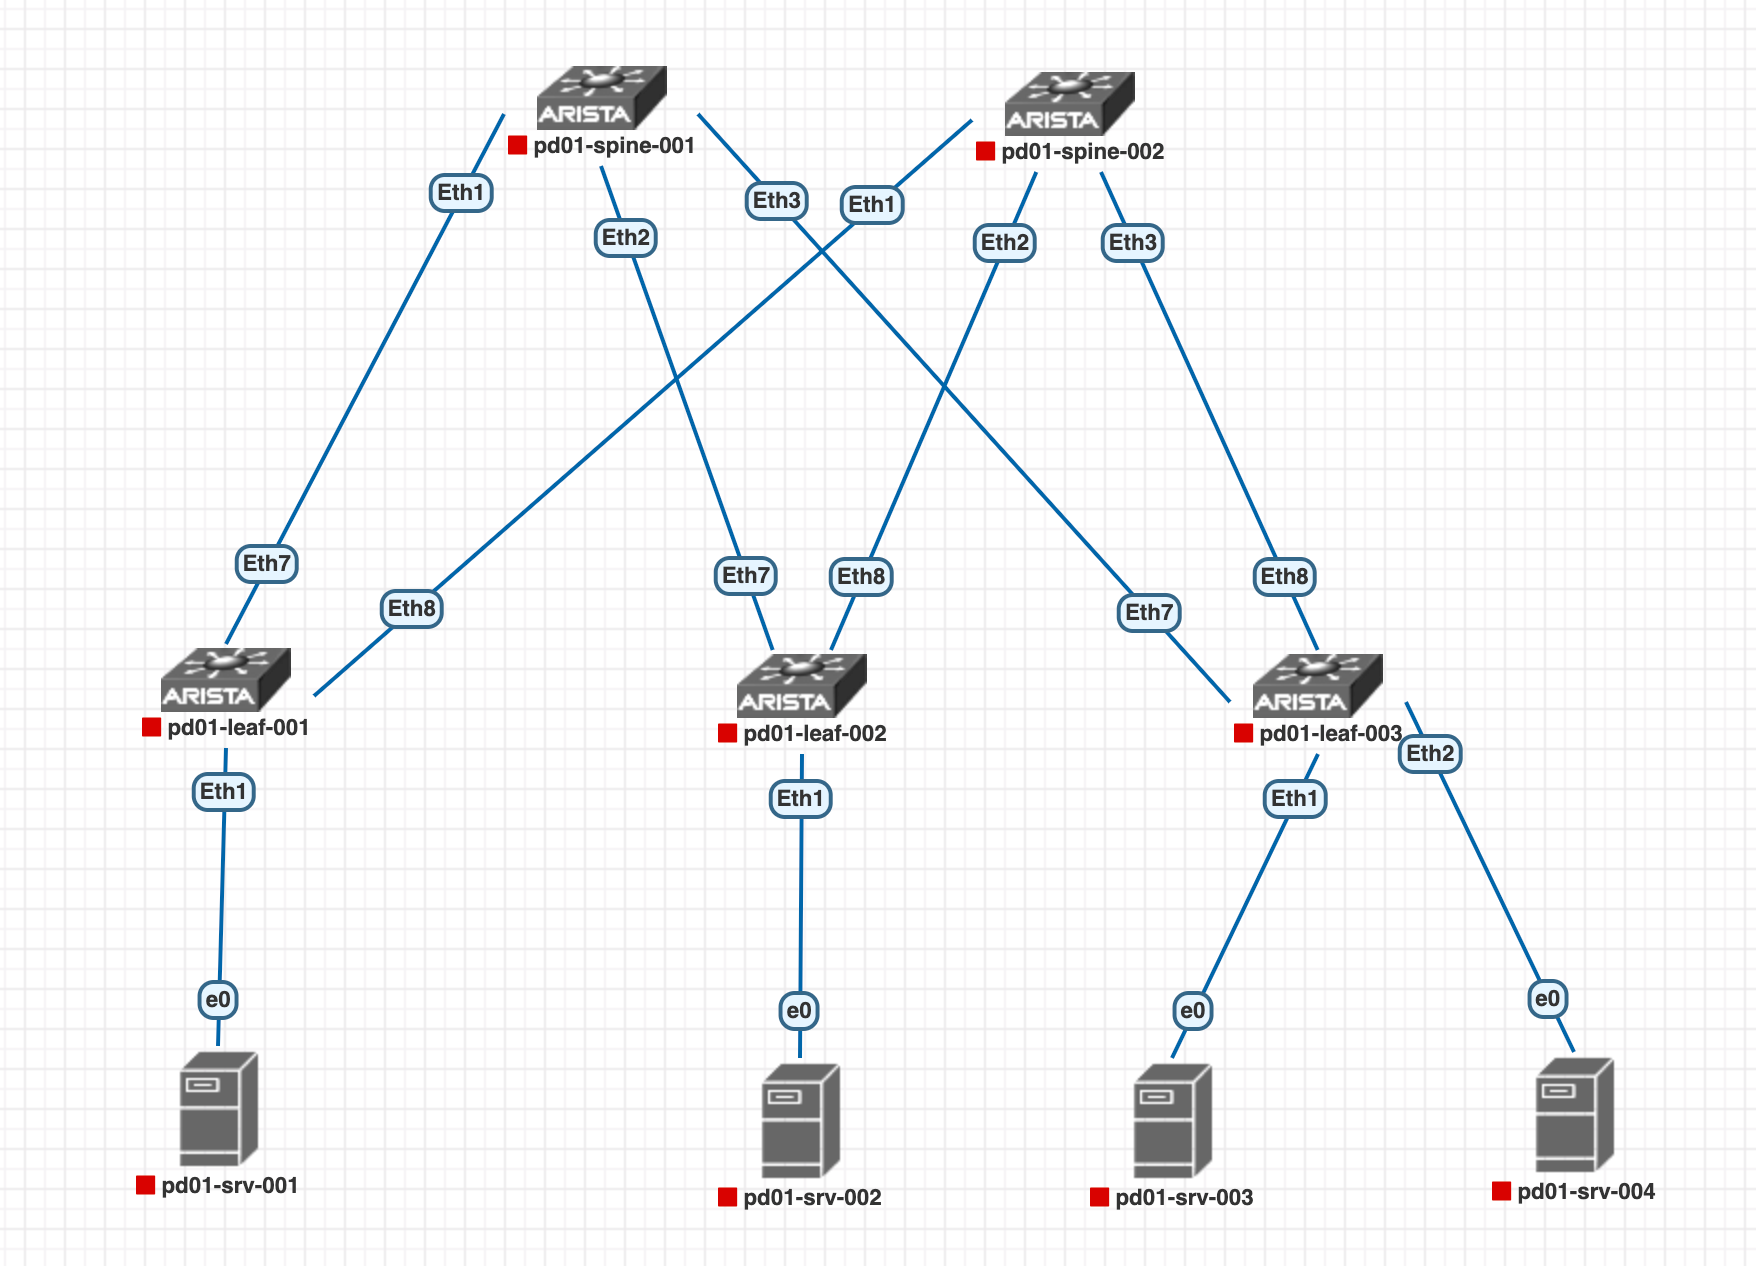 ARISTA
pd01-spine-001
ARISTA
pd01-spine-002
Eth1
Eth2
Eth3
Eth1
Eth2
Eth3
Eth7
Eth8
Eth7
Eth8
Eth7
Eth8
ARISTA
pd01-leaf-001
ARISTA
pd01-leaf-002
ARISTA
pd01-leaf-003
Eth1
Eth1
Eth1
Eth2
e0
e0
e0
e0
pd01-srv-001
pd01-srv-002
pd01-srv-003
pd01-srv-004